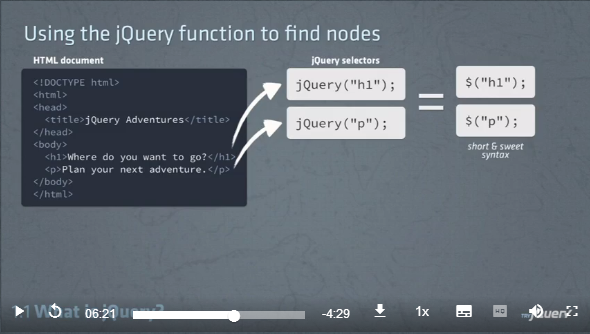 Using the jQuery function to find nodes
HTML document
jQuery selectors
<!DOCTYPE html>
<html>
<head>
<title>jQuery Adventures</title>
</head>
<body>
<h1>Where do you want to go?</h1>
<p>Plan your next adventure.</p>
</body>
</html>
jQuery("h1");
jQuery("p");
=
$("h1");
$("p");
short & sweet
syntax
1.1 What is jQuery?
06:21
-4:29
1x
jQuery